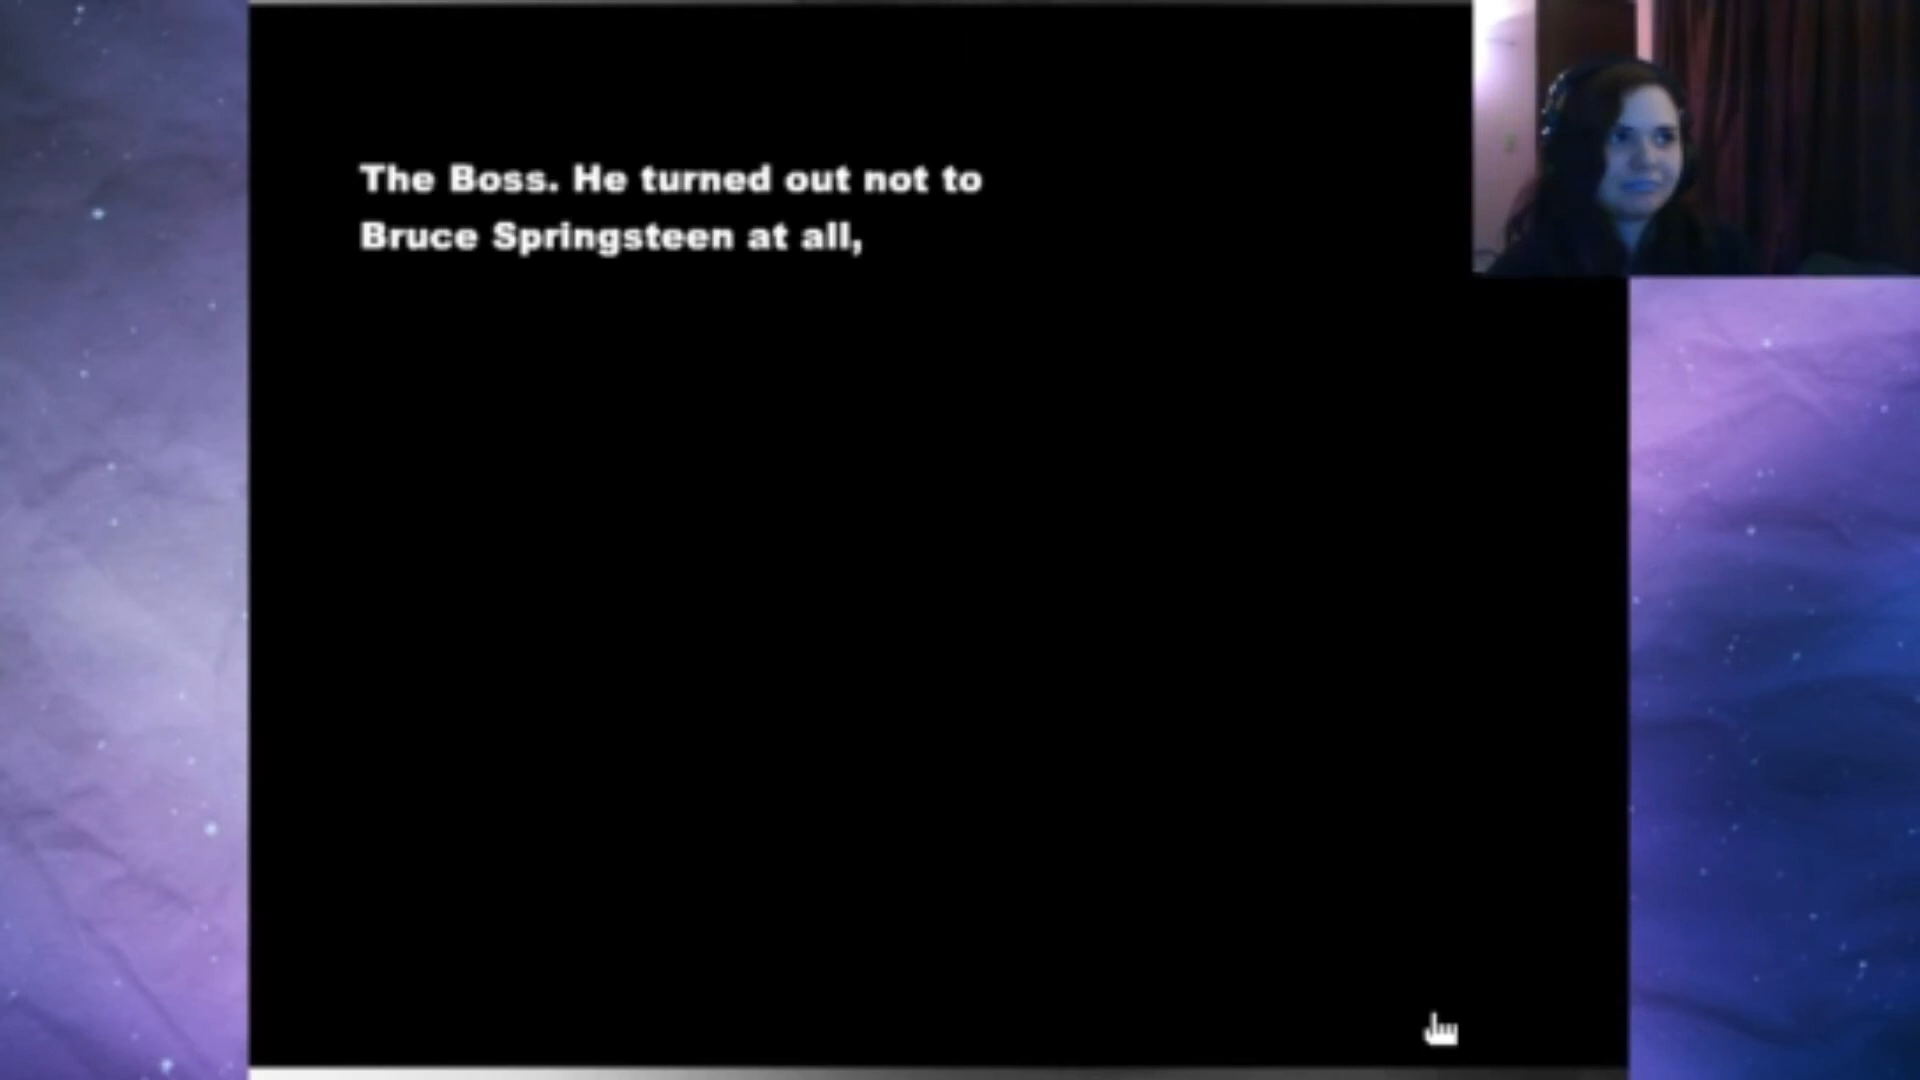 The Boss. He turned out not to
Bruce Springsteen at all,